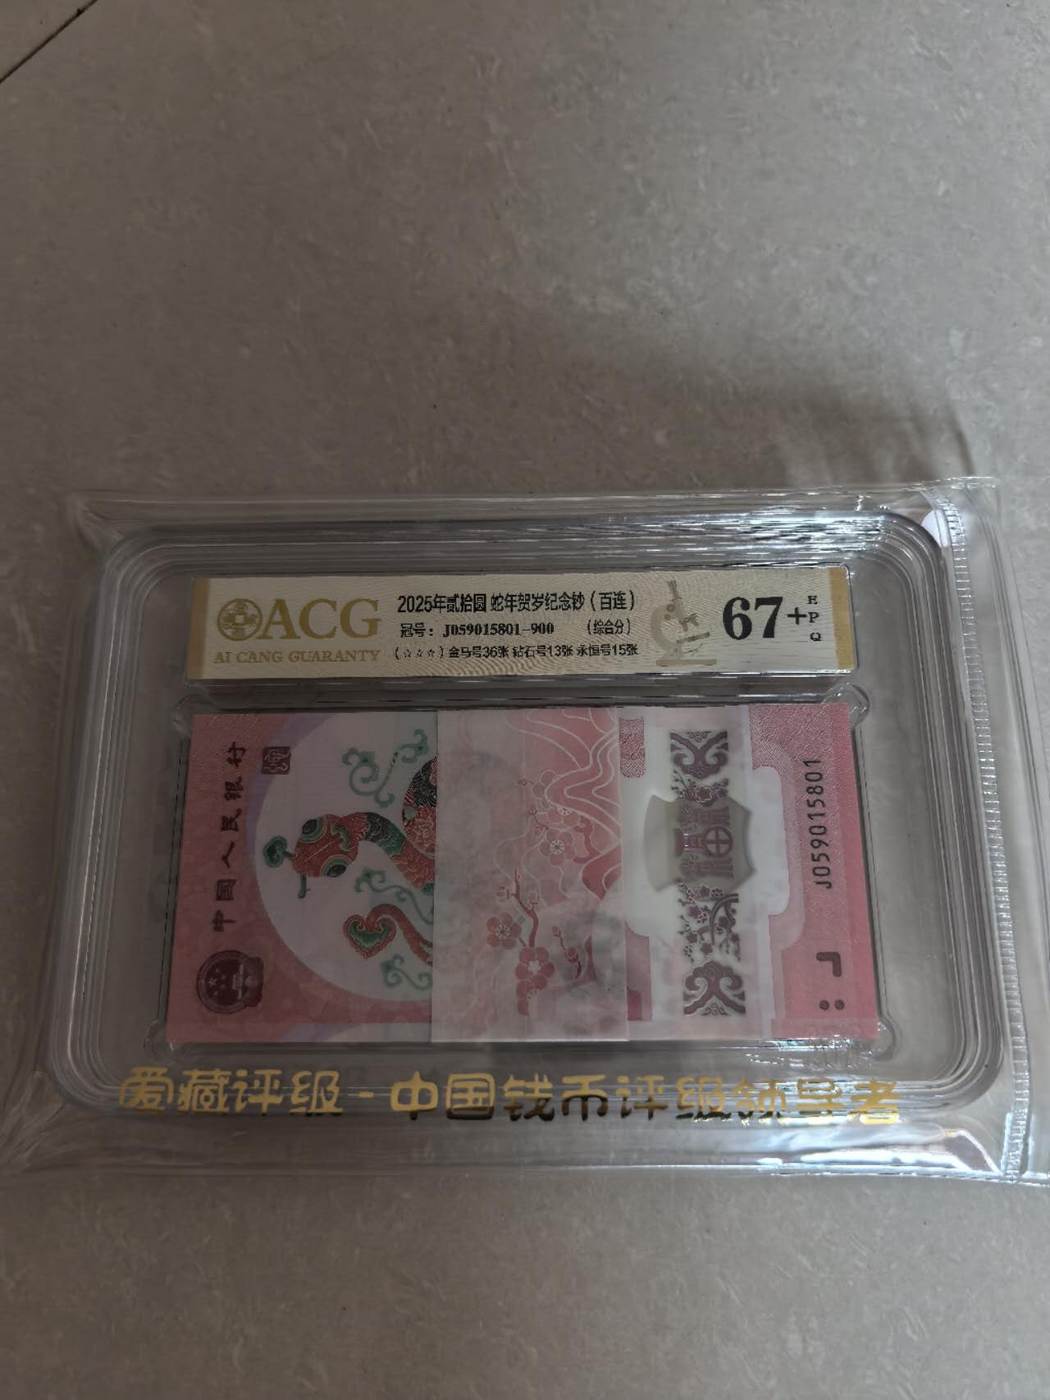 ACG
AI CANG GUARANTY
2025年贰拾圆 蛇年贺岁纪念钞（百连）
冠号：J059015801-900 （综合分）
（☆☆☆）金马号36张 钻石号13张 永恒号15张
67+
EPQ
中国人民银行
J059015801
爱藏评级-中国钱币评级领导者